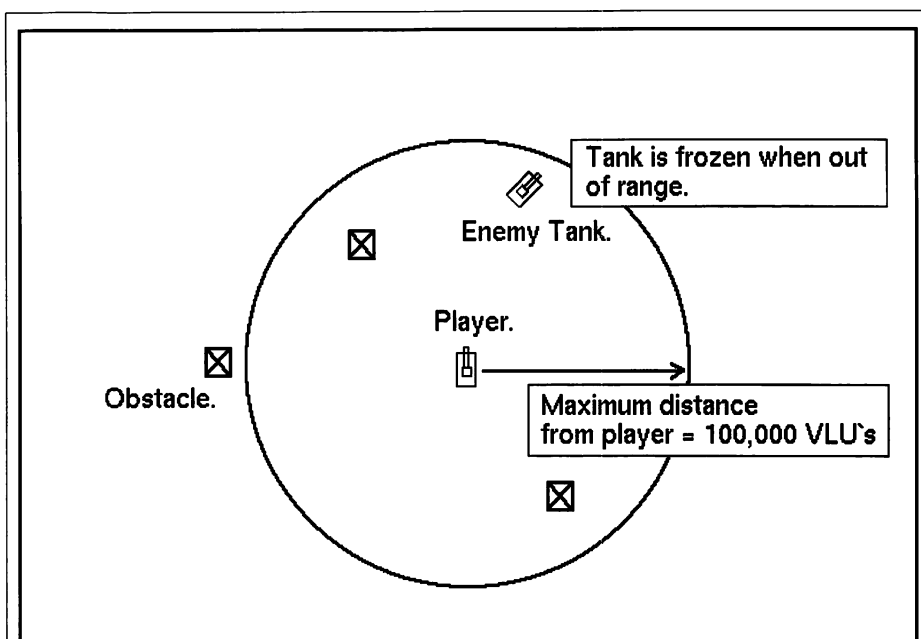 Tank is frozen when out
of range.
Enemy Tank.
Player.
Obstacle.
Maximum distance
from player = 100,000 VLU`s